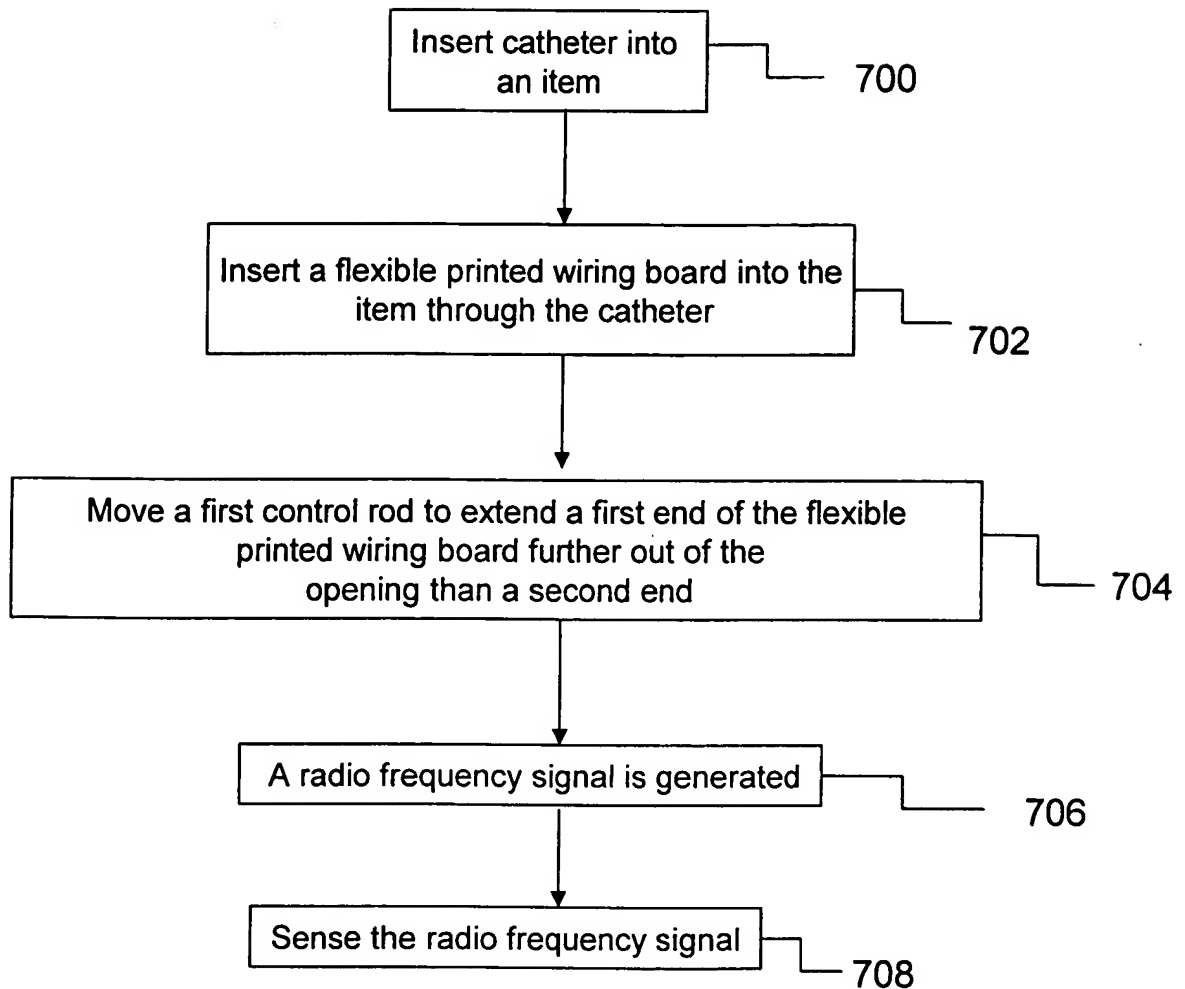 Insert catheter into
an item
700
Insert a flexible printed wiring board into the
item through the catheter
702
Move a first control rod to extend a first end of the flexible
printed wiring board further out of the
opening than a second end
704
A radio frequency signal is generated
706
Sense the radio frequency signal
708